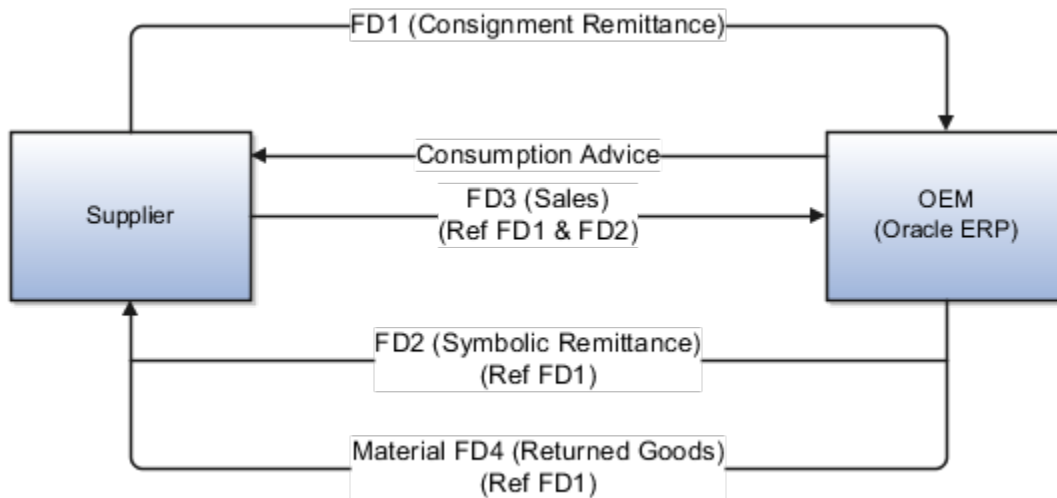 FD1 (Consignment Remittance)
Consumption Advice
Supplier
FD3 (Sales)
(Ref FD1 & FD2)
OEM
(Oracle ERP)
FD2 (Symbolic Remittance)
(Ref FD1)
Material FD4 (Returned Goods)
(Ref FD1)